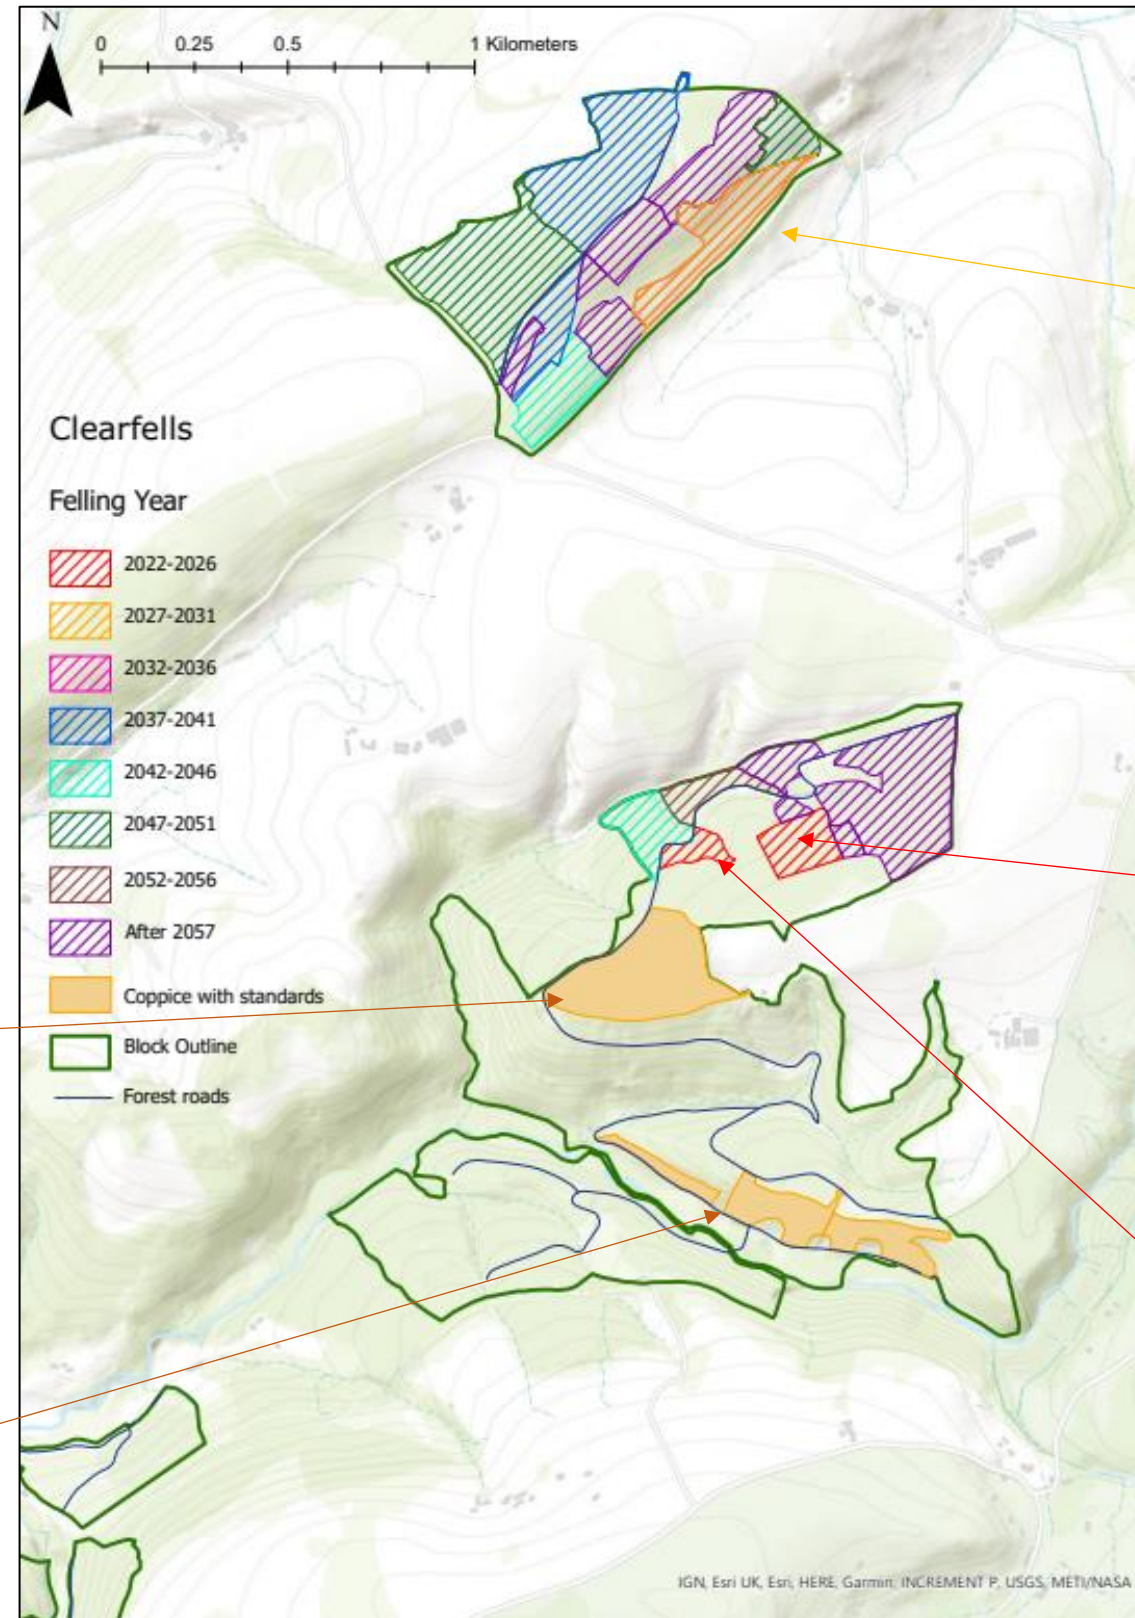 N
0 0.25 0.5 1 Kilometers
Clearfells
Felling Year
2022-2026
2027-2031
2032-2036
2037-2041
2042-2046
2047-2051
2052-2056
After 2057
Coppice with standards
Block Outline
Forest roads
IGN, Esri UK, Esri, HERE, Garmin, INCREMENT P, USGS, METI/NASA